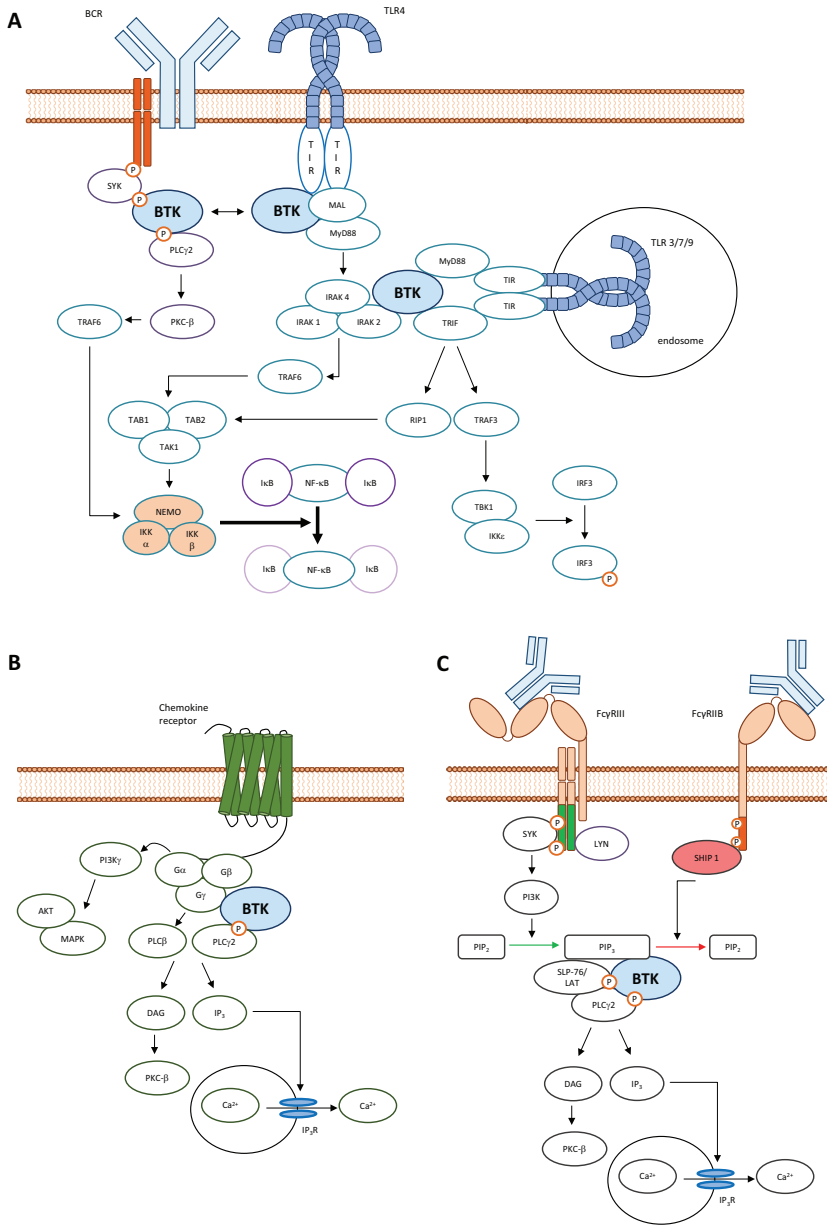 A
BCR
TLR4
T
I
R
T
I
R
P
SYK
P
BTK
BTK
MAL
P
MyD88
PLCγ2
MyD88
TLR 3/7/9
TIR
BTK
IRAK 4
TIR
TRAF6
PKC-β
IRAK 1
IRAK 2
TRIF
endosome
TRAF6
TAB1
TAB2
RIP1
TRAF3
TAK1
IκB
NF-κB
IκB
IRF3
NEMO
TBK1
IKK
α
IKK
β
IKKε
IκB
NF-κB
IκB
IRF3
P
B
Chemokine
receptor
PI3Kγ
Gα
Gβ
Gγ
BTK
AKT
MAPK
P
PLCβ
PLCγ2
DAG
IP₃
PKC-β
Ca²⁺
Ca²⁺
IP₃R
C
FcγRIII
FcγRIIB
P
P
SYK
P
P
LYN
SHIP 1
PI3K
PIP₂
PIP₃
PIP₂
SLP-76/
LAT
P
BTK
P
PLCγ2
DAG
IP₃
PKC-β
Ca²⁺
Ca²⁺
IP₃R